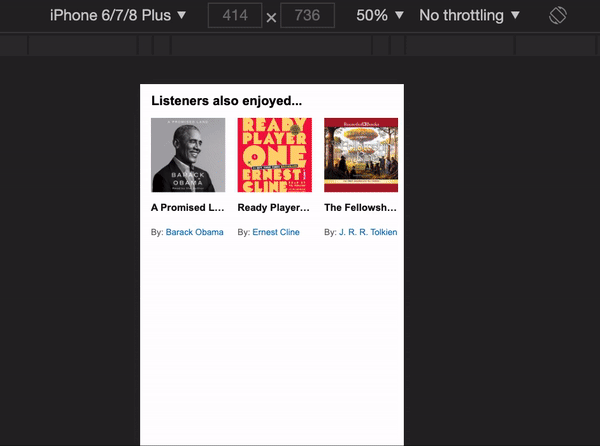 iPhone 6/7/8 Plus ▼ 414 × 736 50% ▼ No throttling ▼
Listeners also enjoyed...
A PROMISED LAND
BARACK
OBAMA
READY
PLAYER
ONE
ERNEST
CLINE
A Promised L...
Ready Player...
The Fellowsh...
By: Barack Obama
By: Ernest Cline
By: J. R. R. Tolkien